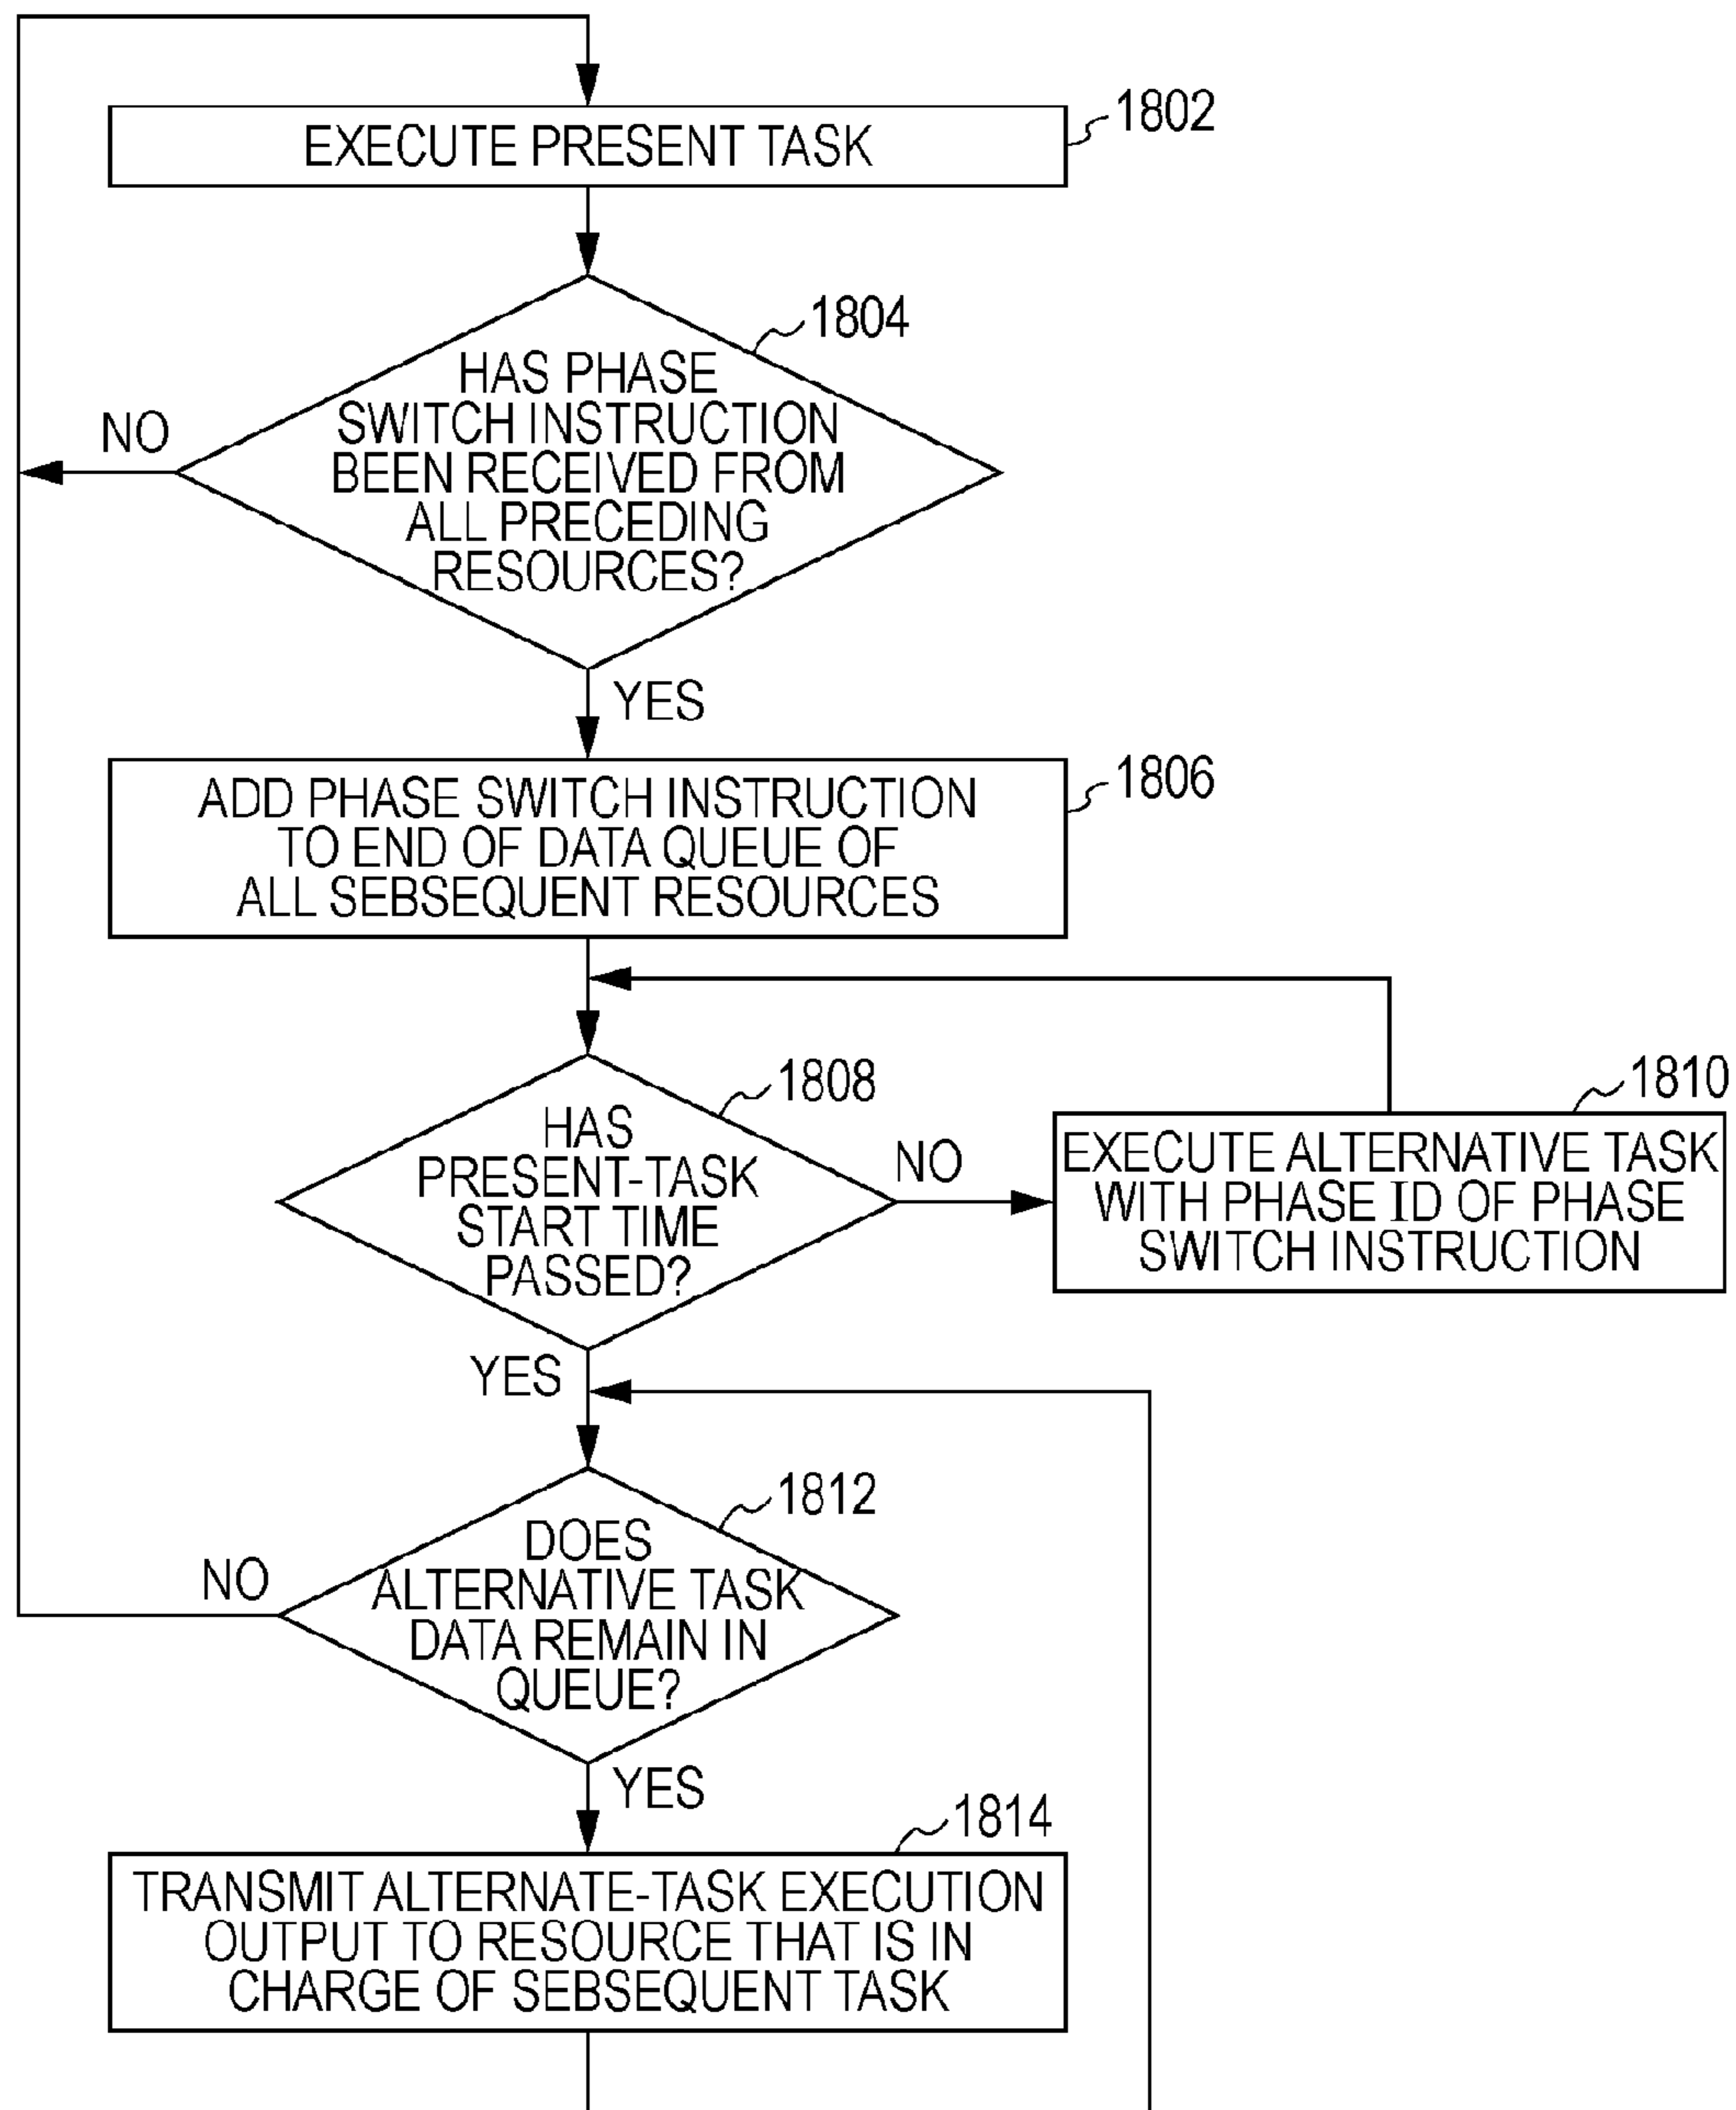 EXECUTE PRESENT TASK
1802
1804
HAS PHASE
SWITCH INSTRUCTION
BEEN RECEIVED FROM
ALL PRECEDING
RESOURCES?
NO
YES
1806
ADD PHASE SWITCH INSTRUCTION
TO END OF DATA QUEUE OF
ALL SEBSEQUENT RESOURCES
1808
HAS
PRESENT-TASK
START TIME
PASSED?
NO
1810
EXECUTE ALTERNATIVE TASK
WITH PHASE ID OF PHASE
SWITCH INSTRUCTION
YES
1812
DOES
ALTERNATIVE TASK
DATA REMAIN IN
QUEUE?
NO
YES
1814
TRANSMIT ALTERNATE-TASK EXECUTION
OUTPUT TO RESOURCE THAT IS IN
CHARGE OF SEBSEQUENT TASK